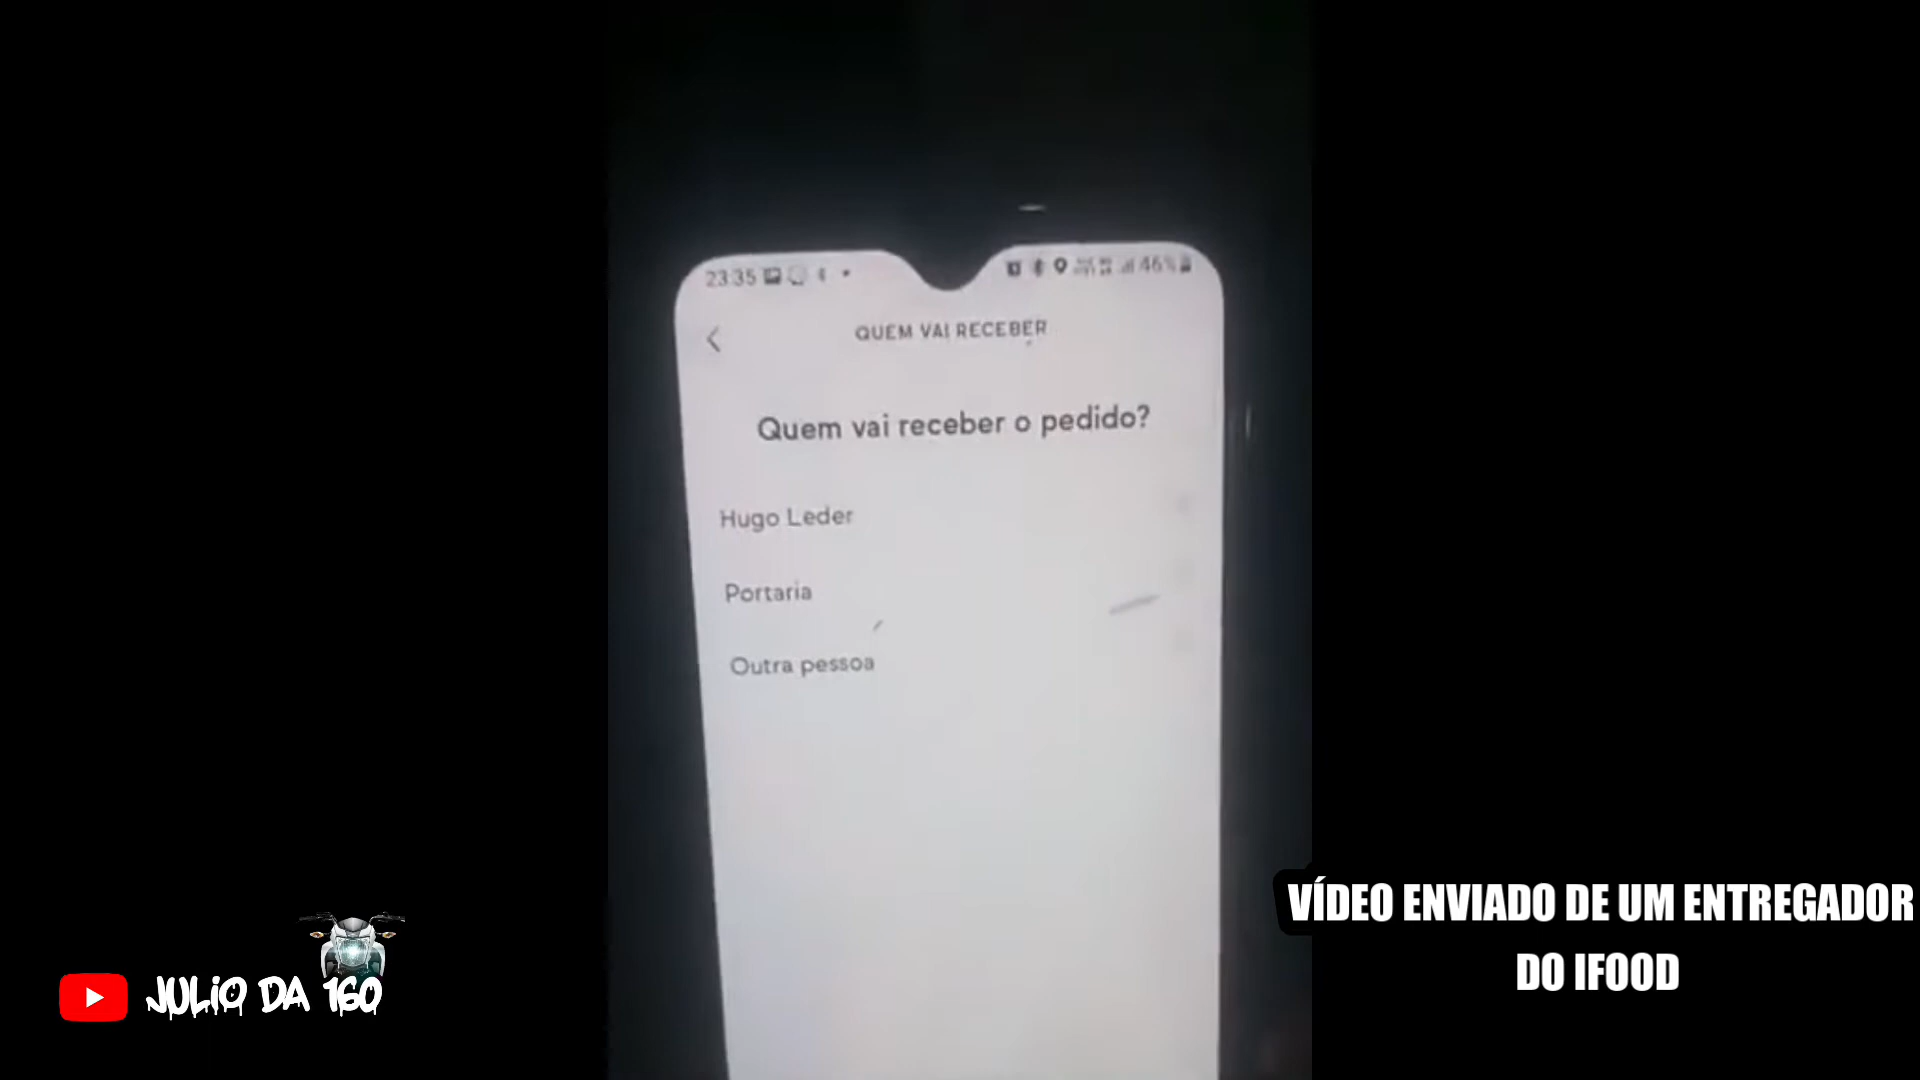 23:35
46%
QUEM VAI RECEBER
Quem vai receber o pedido?
Hugo Leder
Portaria
Outra pessoa
VÍDEO ENVIADO DE UM ENTREGADOR
DO IFOOD
JULIO DA 160